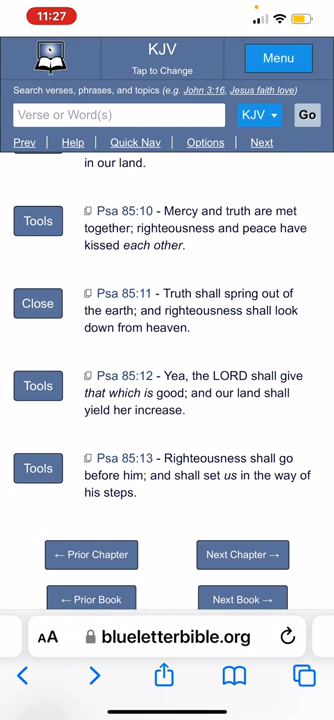 11:27
KJV
Tap to Change
Menu
Search verses, phrases, and topics (e.g. John 3:16, Jesus faith love)
Verse or Word(s)
KJV
Go
Prev Help Quick Nav Options Next
in our land.
Tools
Psa 85:10 - Mercy and truth are met
together; righteousness and peace have
kissed each other.
Close
Psa 85:11 - Truth shall spring out of
the earth; and righteousness shall look
down from heaven.
Tools
Psa 85:12 - Yea, the LORD shall give
that which is good; and our land shall
yield her increase.
Tools
Psa 85:13 - Righteousness shall go
before him; and shall set us in the way of
his steps.
← Prior Chapter Next Chapter →
← Prior Book Next Book →
AA blueletterbible.org